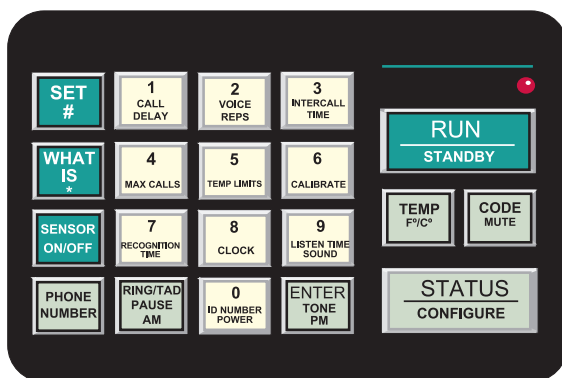 SET
#
1
CALL
DELAY
2
VOICE
REPS
3
INTERCALL
TIME
RUN
STANDBY
WHAT
IS
*
4
MAX CALLS
5
TEMP LIMITS
6
CALIBRATE
TEMP
Fº/Cº
CODE
MUTE
SENSOR
ON/OFF
7
RECOGNITION
TIME
8
CLOCK
9
LISTEN TIME
SOUND
PHONE
NUMBER
RING/TAD
PAUSE
AM
0
ID NUMBER
POWER
ENTER
TONE
PM
STATUS
CONFIGURE